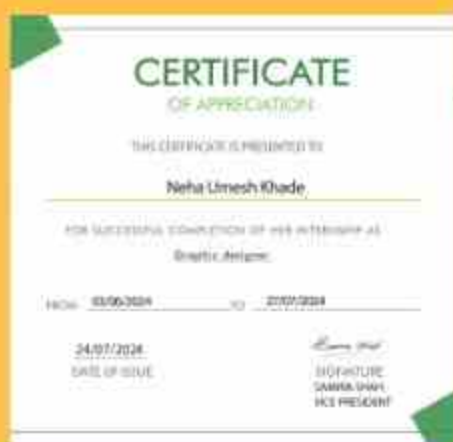 CERTIFICATE
OF APPRECIATION
THIS CERTIFICATE IS PRESENTED TO
Neha Umesh Khade
FOR SUCCESSFUL COMPLETION OF HER INTERNSHIP AS
Graphic designer
FROM 03/06/2024 TO 27/07/2024
24/07/2024
DATE OF ISSUE
SIGNATURE
SHAH
VICE PRESIDENT